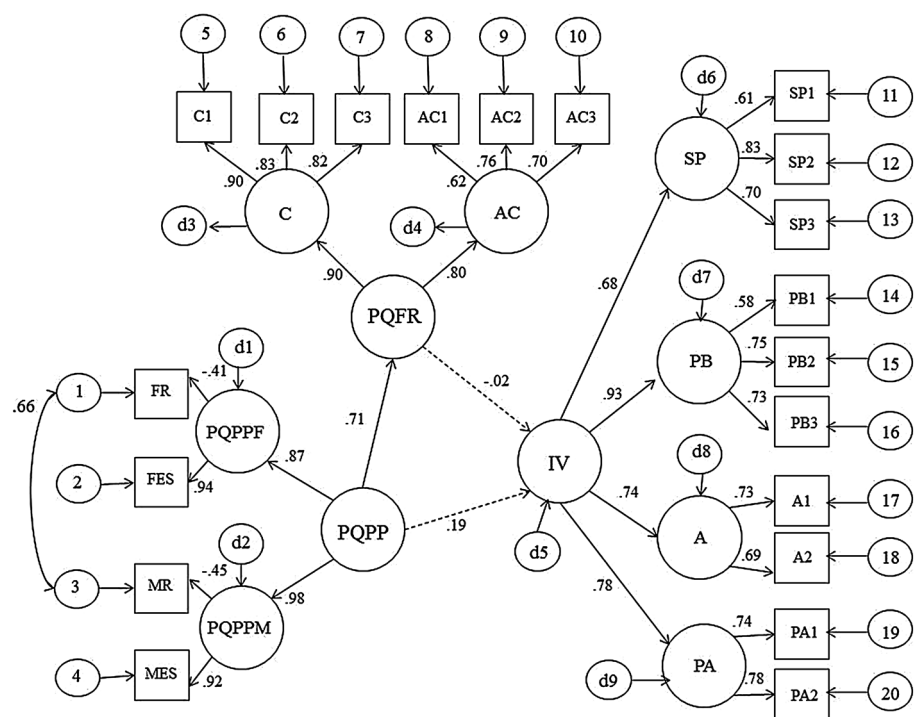 5 6 7 8 9 10
C1 C2 C3 AC1 AC2 AC3
.90 .83 .82 .62 .76 .70
d3 C d4 AC
.90 .80
PQFR
d6
SP
.61 SP1 11
.83 SP2 12
.70 SP3 13
.68
d7
PB
.58 PB1 14
.75 PB2 15
.73 PB3 16
-.02
.93
.71
d1
1 FR -.41
PQPPF
.66
2 FES .94
.87
IV
PQPP
.19
d5
.74
d8
A
.73 A1 17
.69 A2 18
d2
3 MR -.45
PQPPM
.98
4 MES .92
.78
d9 PA
.74 PA1 19
.78 PA2 20